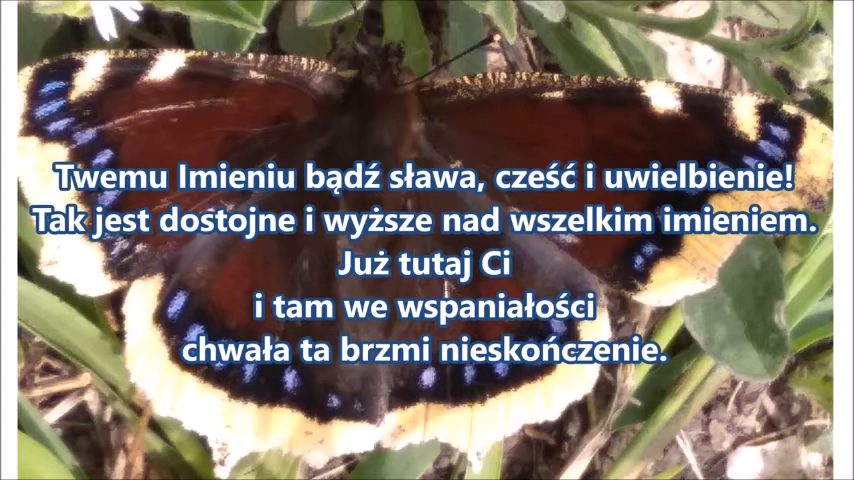 Twemu Imieniu bądź sława, cześć i uwielbienie!
Tak jest dostojne i wyższe nad wszelkim imieniem.
Już tutaj Ci
i tam we wspaniałości
chwała ta brzmi nieskończenie.